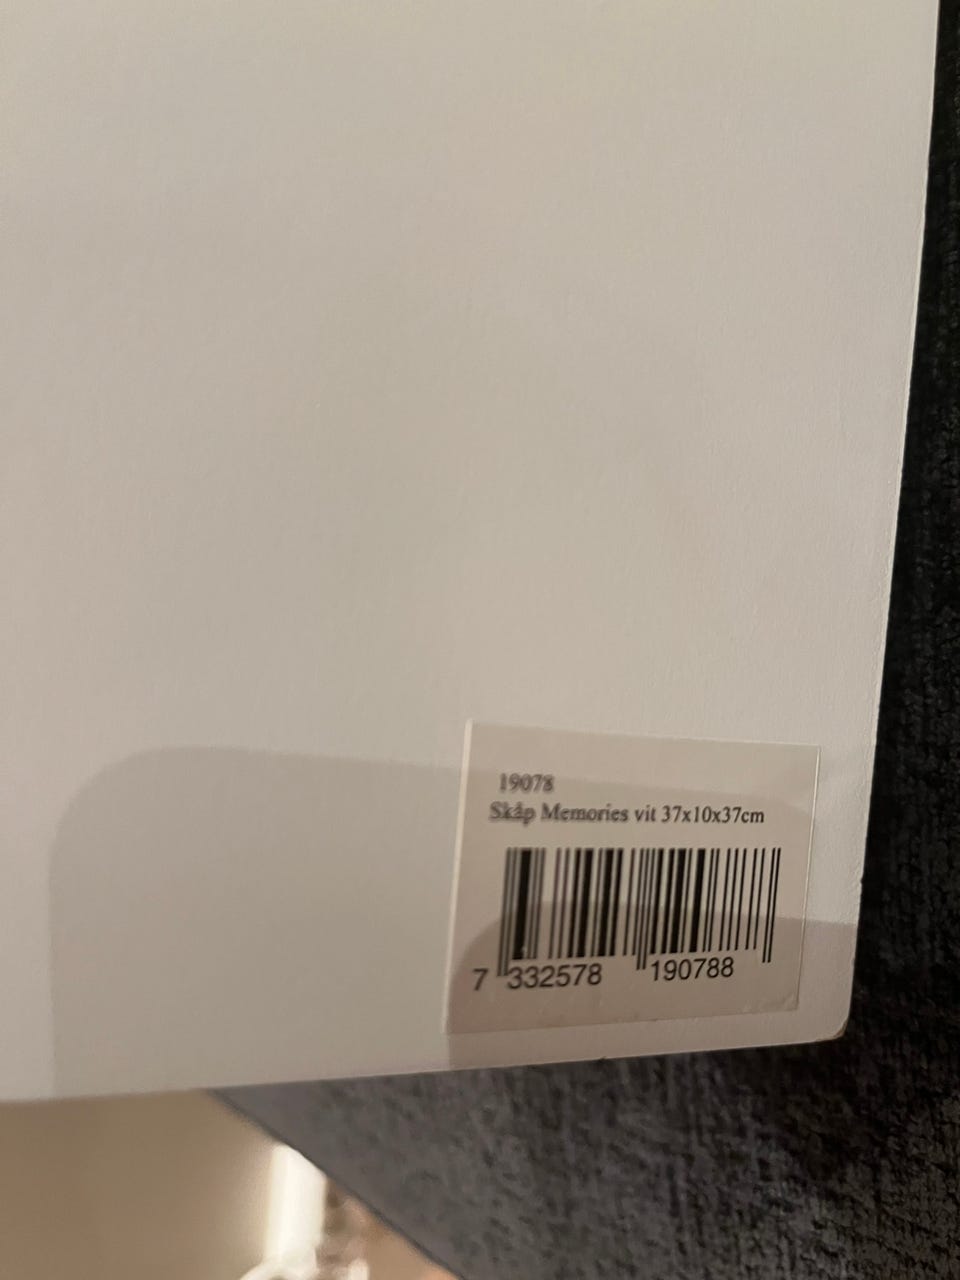 19078
Skåp Memories vit 37x10x37cm
7 332578 190788